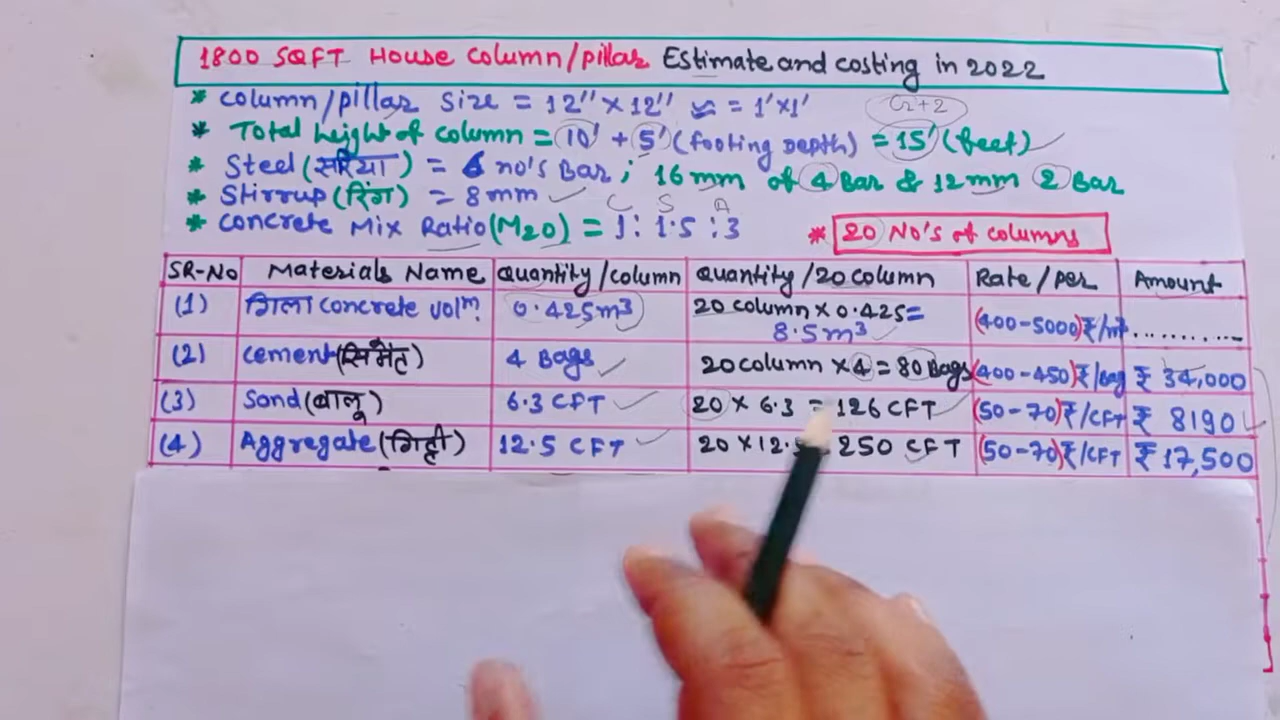 1800 SQFT House column/pillar Estimate and costing in 2022
* column/pillar size = 12"×12" ≈ = 1'×1' Cr+2
* Total height of column = 10' + 5' (footing Depth) = 15' (feet)
* Steel (सरिया) = 6 no's Bar; 16 mm of 4 Bar & 12 mm 2 Bar
* Stirrup (रिंग) = 8 mm C S A
* Concrete Mix Ratio (M20) = 1 : 1.5 : 3 * 20 No's of columns
SR-No Materials Name Quantity/column Quantity/20 column Rate/per Amount
(1) गिला concrete volm. 0.425m³ 20 column × 0.425= 8.5m³ (400-5000)₹/m³ ............
(2) cement (सिमेंट) 4 Bags 20 column × 4 = 80 Bags (400-450)₹/bag ₹ 34,000
(3) Sand (बालू) 6.3 CFT 20 × 6.3 = 126 CFT (50-70)₹/CFT ₹ 8190
(4) Aggregate (गिट्टी) 12.5 CFT 20 × 12. 250 CFT (50-70)₹/CFT ₹ 17,500